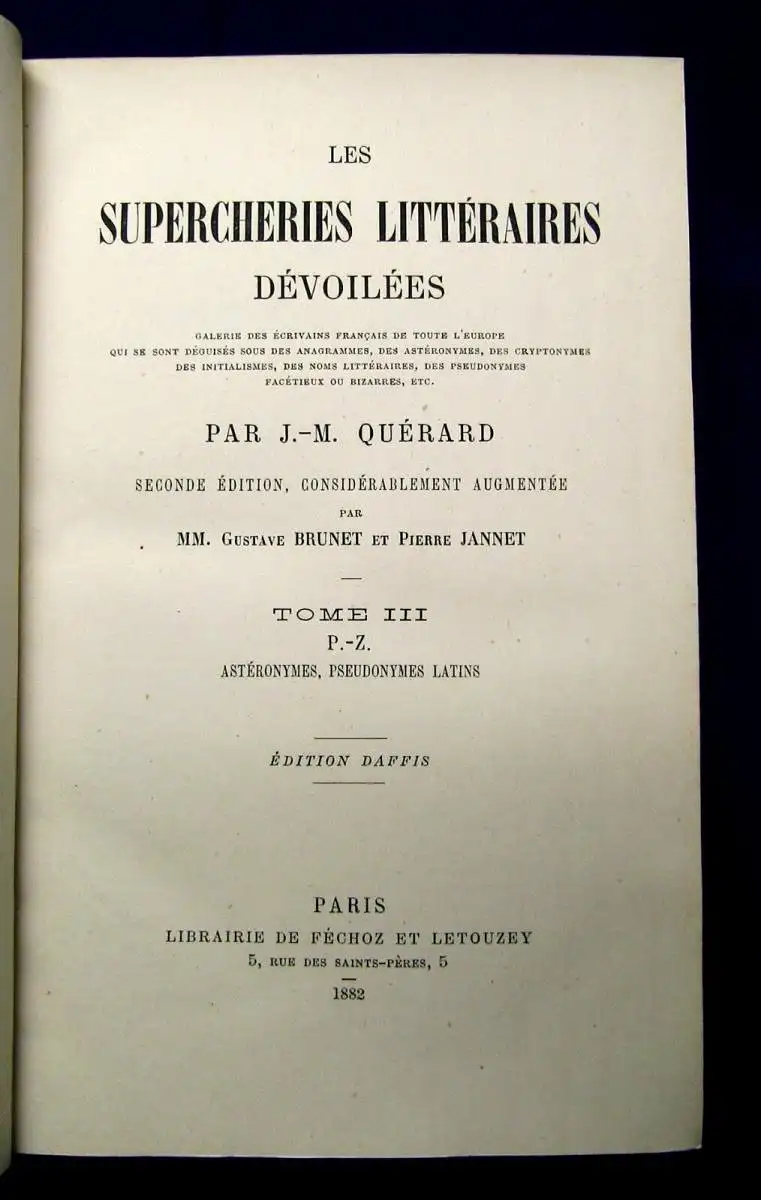 LES
SUPERCHERIES LITTÉRAIRES
DÉVOILÉES
GALERIE DES ÉCRIVAINS FRANÇAIS DE TOUTE L'EUROPE
QUI SE SONT DÉGUISÉS SOUS DES ANAGRAMMES, DES ASTÉRONYMES, DES CRYPTONYMES
DES INITIALISMES, DES NOMS LITTÉRAIRES, DES PSEUDONYMES
FACÉTIEUX OU BIZARRES, ETC.
PAR J.-M. QUÉRARD
SECONDE ÉDITION, CONSIDÉRABLEMENT AUGMENTÉE
PAR
MM. GUSTAVE BRUNET ET PIERRE JANNET
TOME III
P.-Z.
ASTÉRONYMES, PSEUDONYMES LATINS
ÉDITION DAFFIS
PARIS
LIBRAIRIE DE FÉCHOZ ET LETOUZEY
5, RUE DES SAINTS-PÈRES, 5
1882